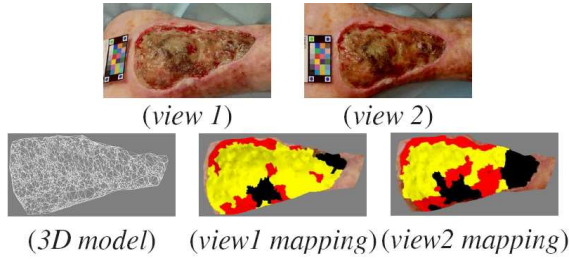 (view 1)
(view 2)
(3D model)
(view1 mapping)
(view2 mapping)